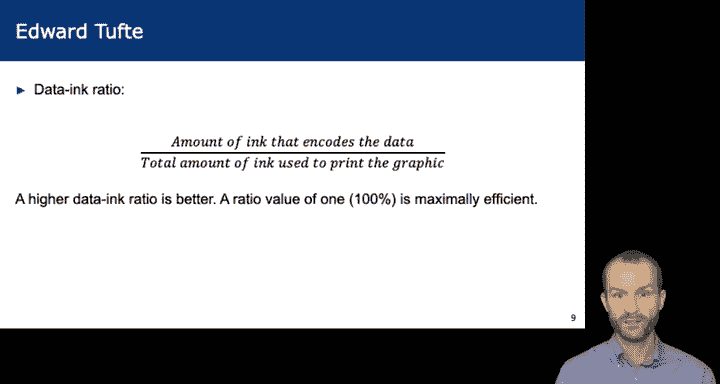 Edward Tufte
► Data-ink ratio:
Amount of ink that encodes the data
Total amount of ink used to print the graphic
A higher data-ink ratio is better. A ratio value of one (100%) is maximally efficient.
9